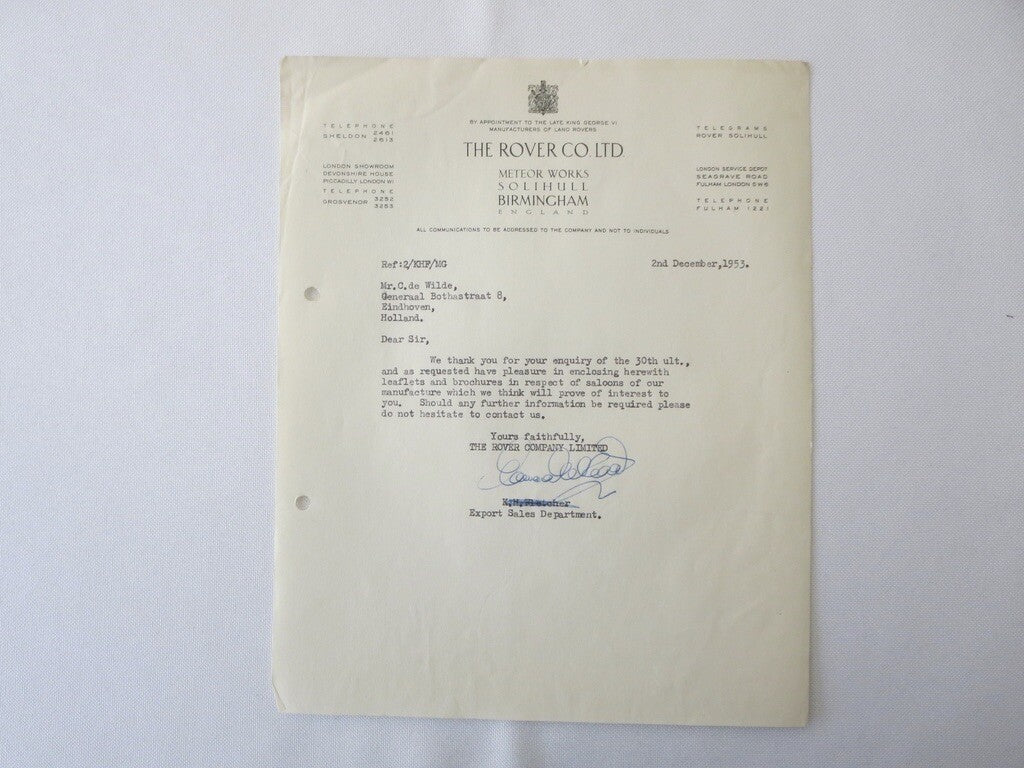 BY APPOINTMENT TO THE LATE KING GEORGE VI
MANUFACTURERS OF LAND ROVERS
TELEPHONE
SHELDON 2461
2613
TELEGRAMS
ROVER SOLIHULL
THE ROVER CO. LTD.
LONDON SHOWROOM
DEVONSHIRE HOUSE
PICCADILLY LONDON W1
TELEPHONE
GROSVENOR 3252
3253
METEOR WORKS
SOLIHULL
BIRMINGHAM
ENGLAND
LONDON SERVICE DEPOT
SEAGRAVE ROAD
FULHAM LONDON SW6
TELEPHONE
FULHAM 1221
ALL COMMUNICATIONS TO BE ADDRESSED TO THE COMPANY AND NOT TO INDIVIDUALS
Ref:2/KHF/MG 2nd December,1953.
Mr.C.de Wilde,
Generaal Bothastraat 8,
Eindhoven,
Holland.
Dear Sir,
We thank you for your enquiry of the 30th ult.,
and as requested have pleasure in enclosing herewith
leaflets and brochures in respect of saloons of our
manufacture which we think will prove of interest to
you. Should any further information be required please
do not hesitate to contact us.
Yours faithfully,
THE ROVER COMPANY LIMITED
K.H.Fletcher
Export Sales Department.